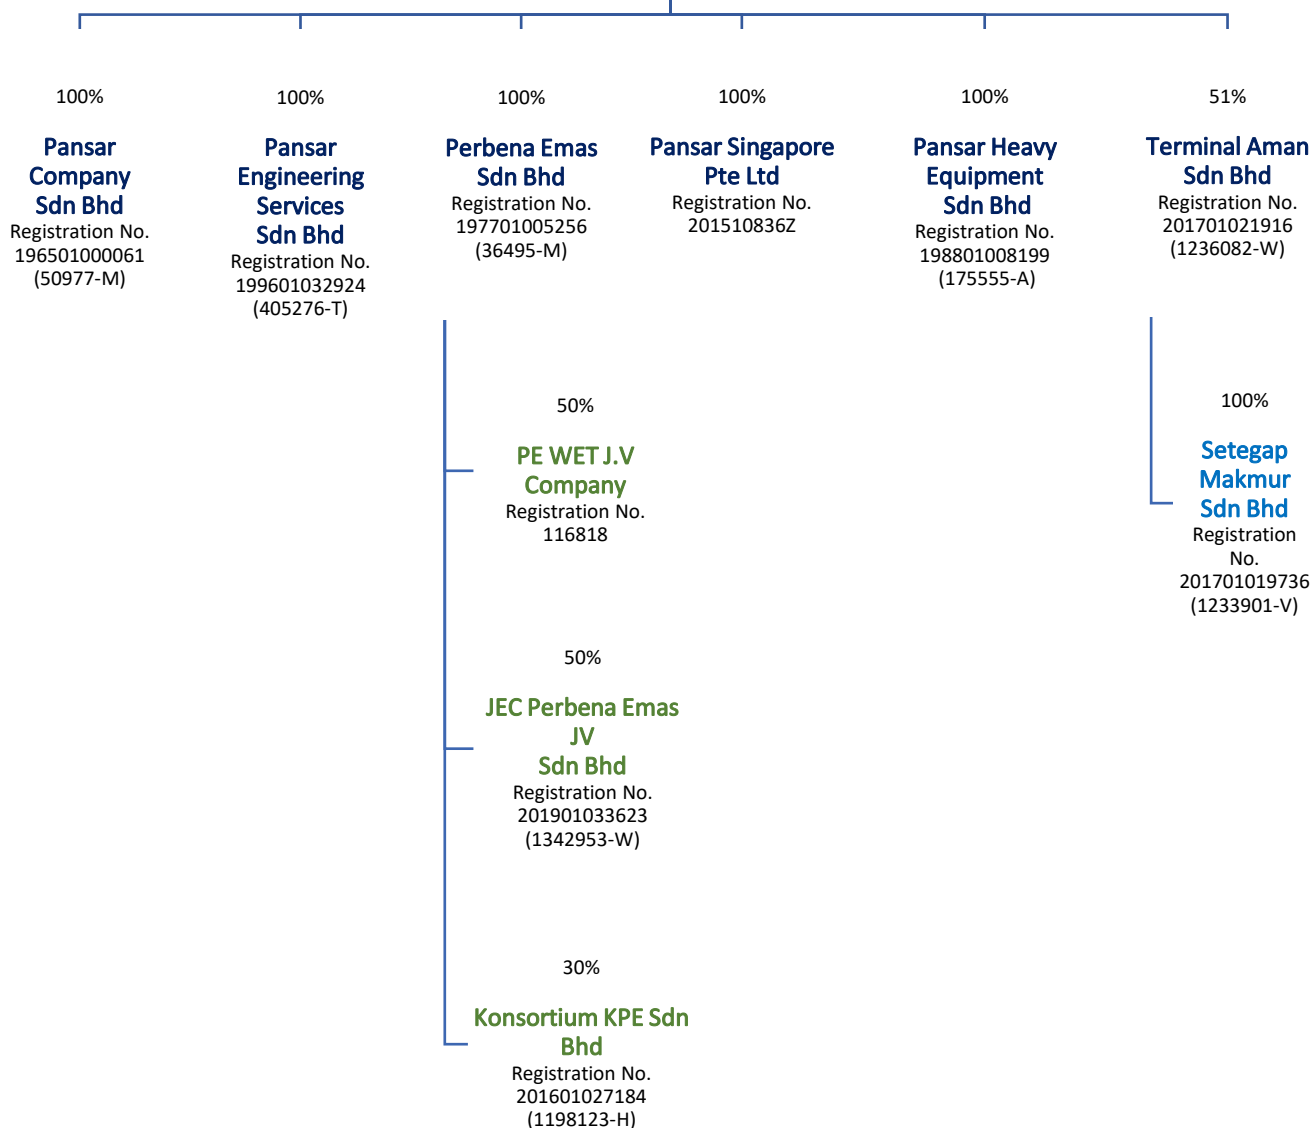 100%
Pansar
Company
Sdn Bhd
Registration No.
196501000061
(50977-M)
100%
Pansar
Engineering
Services
Sdn Bhd
Registration No.
199601032924
(405276-T)
100%
Perbena Emas
Sdn Bhd
Registration No.
197701005256
(36495-M)
100%
Pansar Singapore
Pte Ltd
Registration No.
201510836Z
100%
Pansar Heavy
Equipment
Sdn Bhd
Registration No.
198801008199
(175555-A)
51%
Terminal Aman
Sdn Bhd
Registration No.
201701021916
(1236082-W)
50%
PE WET J.V
Company
Registration No.
116818
50%
JEC Perbena Emas
JV
Sdn Bhd
Registration No.
201901033623
(1342953-W)
30%
Konsortium KPE Sdn
Bhd
Registration No.
201601027184
(1198123-H)
100%
Setegap
Makmur
Sdn Bhd
Registration
No.
201701019736
(1233901-V)